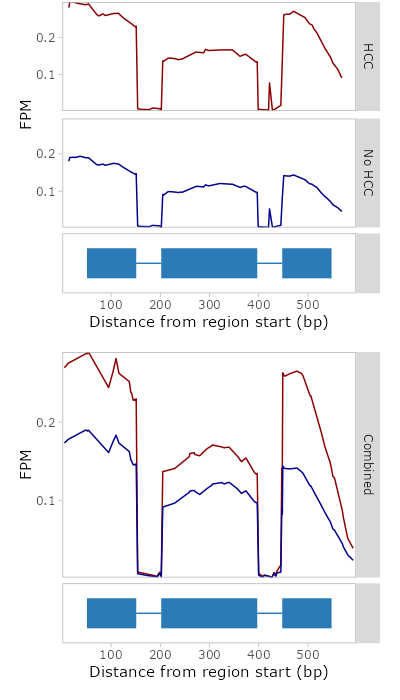 0.2
0.1
HCC
FPM
0.2
0.1
No HCC
100 200 300 400 500
Distance from region start (bp)
0.2
0.1
FPM
Combined
100 200 300 400 500
Distance from region start (bp)